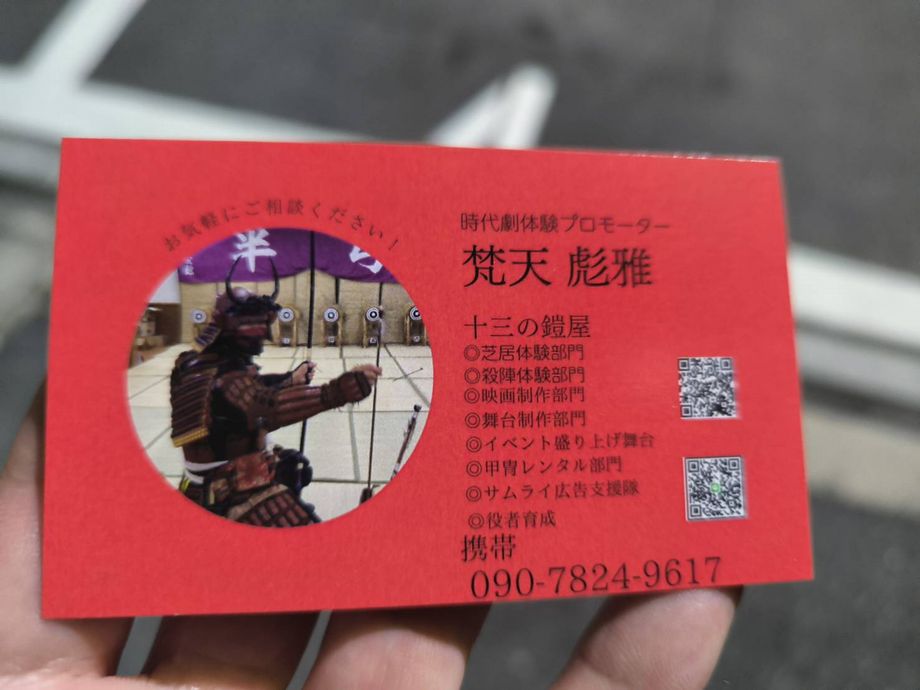 お気軽にご相談ください！
半
時代劇体験プロモーター
梵天 彪雅
十三の鎧屋
◎芝居体験部門
◎殺陣体験部門
◎映画制作部門
◎舞台制作部門
◎イベント盛り上げ舞台
◎甲冑レンタル部門
◎サムライ広告支援隊
◎役者育成
携帯
090-7824-9617